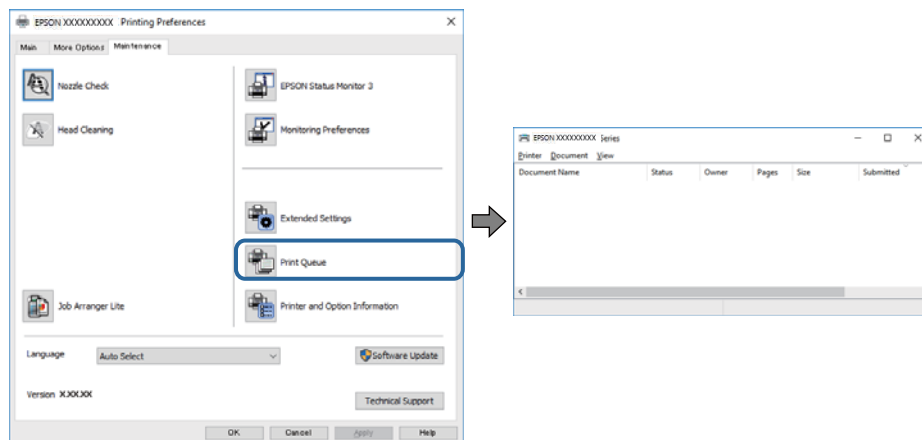 EPSON XXXXXXXXX Printing Preferences
Main More Options Maintenance
Nozzle Check
EPSON Status Monitor 3
Head Cleaning
Monitoring Preferences
Extended Settings
Print Queue
Job Arranger Lite
Printer and Option Information
Language Auto Select Software Update
Version X.XX.XX
Technical Support
OK Cancel Apply Help
EPSON XXXXXXXXXX Series
Printer Document View
Document Name Status Owner Pages Size Submitted